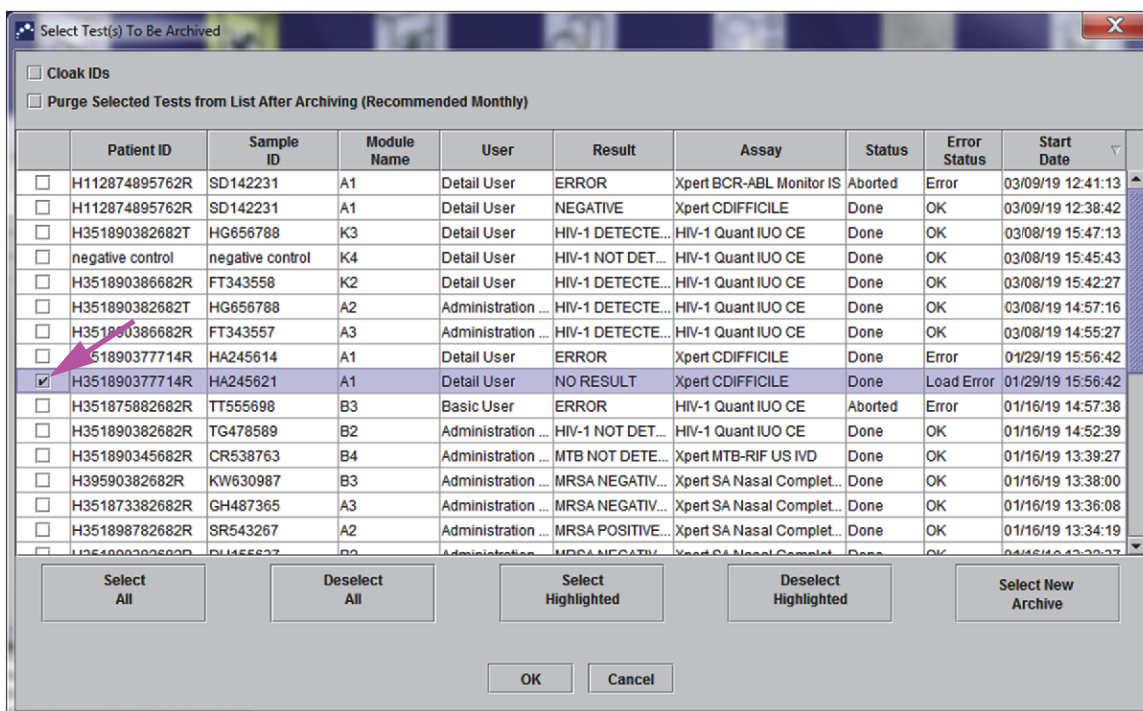 Select Test(s) To Be Archived
Cloak IDs
Purge Selected Tests from List After Archiving (Recommended Monthly)
Patient ID Sample ID Module Name User Result Assay Status Error Status Start Date
H112874895762R SD142231 A1 Detail User ERROR Xpert BCR-ABL Monitor IS Aborted Error 03/09/19 12:41:13
H112874895762R SD142231 A1 Detail User NEGATIVE Xpert CDIFFICILE Done OK 03/09/19 12:38:42
H351890382682T HG656788 K3 Detail User HIV-1 DETECTE... HIV-1 Quant IUO CE Done OK 03/08/19 15:47:13
negative control negative control K4 Detail User HIV-1 NOT DET... HIV-1 Quant IUO CE Done OK 03/08/19 15:45:43
H351890386682R FT343558 K2 Detail User HIV-1 DETECTE... HIV-1 Quant IUO CE Done OK 03/08/19 15:42:27
H351890382682T HG656788 A2 Administration ... HIV-1 DETECTE... HIV-1 Quant IUO CE Done OK 03/08/19 14:57:16
H351890386682R FT343557 A3 Administration ... HIV-1 DETECTE... HIV-1 Quant IUO CE Done OK 03/08/19 14:55:27
51890377714R HA245614 A1 Detail User ERROR Xpert CDIFFICILE Done Error 01/29/19 15:56:42
H351890377714R HA245621 A1 Detail User NO RESULT Xpert CDIFFICILE Done Load Error 01/29/19 15:56:42
H351875882682R TT555698 B3 Basic User ERROR HIV-1 Quant IUO CE Aborted Error 01/16/19 14:57:38
H351890382682R TG478589 B2 Administration ... HIV-1 NOT DET... HIV-1 Quant IUO CE Done OK 01/16/19 14:52:39
H351890345682R CR538763 B4 Administration ... MTB NOT DETE... Xpert MTB-RIF US IVD Done OK 01/16/19 13:39:27
H39590382682R KW630987 B3 Administration ... MRSA NEGATIV... Xpert SA Nasal Complet... Done OK 01/16/19 13:38:00
H351873382682R GH487365 A3 Administration ... MRSA NEGATIV... Xpert SA Nasal Complet... Done OK 01/16/19 13:36:08
H351898782682R SR543267 A2 Administration ... MRSA POSITIVE... Xpert SA Nasal Complet... Done OK 01/16/19 13:34:19
Select All Deselect All Select Highlighted Deselect Highlighted Select New Archive
OK Cancel